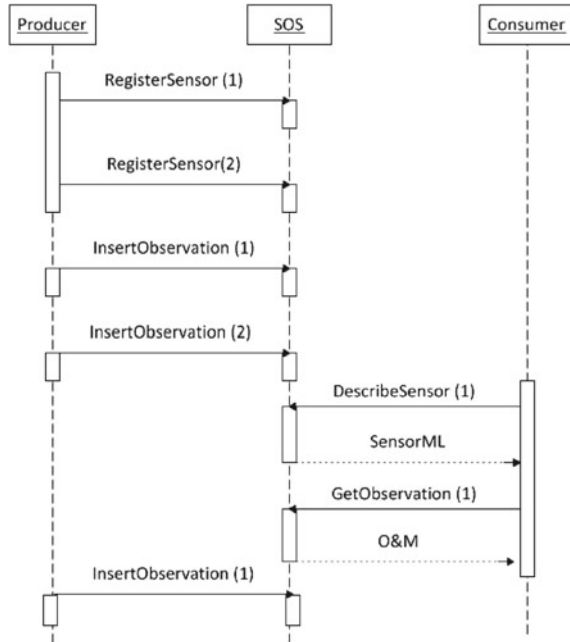 Producer
SOS
Consumer
RegisterSensor (1)
RegisterSensor(2)
InsertObservation (1)
InsertObservation (2)
DescribeSensor (1)
SensorML
GetObservation (1)
O&M
InsertObservation (1)